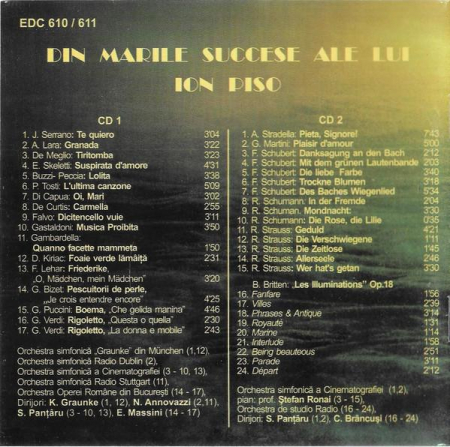 EDC 610 / 611
DIN MARILE SUCCESE ALE LUI
ION PISO
CD 1
1. J. Serrano: Te quiero 3'04
2. A. Lara: Granada 3'22
3. De Meglio: Tiritomba 3'23
4. E. Skeletti: Suspirata d'amore 4'31
5. Buzzi- Peccia: Lolita 3'38
6. P. Tosti: L'ultima canzone 5'09
7. Di Capua: Oi, Mari 3'02
8. De Curtis: Carmella 2'55
9. Falvo: Dicitencello vuie 3'11
10. Gastaldoni: Musica Proibita 3'50
11. Gambardella:
Quanno facette mammeta 1'50
12. D. Kiriac: Foaie verde lămâiță 2'31
13. F. Lehar: Friederike,
„O, Mädchen, mein Mädchen" 3'20
14. G. Bizet: Pescuitorii de perle,
„Je crois entendre encore" 4'25
15. G. Puccini: Boema, „Che gelida manina" 4'50
16. G. Verdi: Rigoletto, „Questa o quella" 2'30
17. G. Verdi: Rigoletto, „La donna e mobile" 2'43
Orchestra simfonică „Graunke" din München (1,12),
Orchestra simfonică Radio Dublin (2),
Orchestra simfonică a Cinematografiei (3 - 10, 13),
Orchestra simfonică Radio Stuttgart (11),
Orchestra Operei Române din București (14 - 17)
Dirijori: K. Graunke (1, 12), N. Annovazzi (2,11),
S. Panțâru (3 - 10, 13), E. Massini (14 - 17)
CD 2
1. A. Stradella: Pieta, Signore! 7'43
2. G. Martini: Plaisir d'amour 5'00
3. F. Schubert: Danksagung an den Bach 2'12
4. F. Schubert: Mit dem grünen Lautenbande 2'03
5. F. Schubert: Die liebe Farbe 3'40
6. F. Schubert: Trockne Blumen 3'18
7. F. Schubert: Des Baches Wiegenlied 5'34
8. R. Schumann: In der Fremde 2'04
9. R. Schuman. Mondnacht: 3'30
10. R. Schumann: Die Rose, die Lilie 0'35
11. R. Strauss: Geduld 4'21
12. R. Strauss: Die Verschwiegene 1'11
13. R. Strauss: Die Zeitlose 1'45
14. R. Strauss: Allerseele 2'46
15. R. Strauss: Wer hat's getan 3'30
B. Britten: „Les Illuminations" Op.18
16. Fanfare 1'56
17. Villes 2'39
18. Phrases & Antique 3'14
19. Royauté 1'31
20. Marine 1'14
21. Interlude 1'58
22. Being beauteous 2'51
23. Parade 3'11
24. Départ 2'12
Orchestra simfonică a Cinematografiei (1,2),
pian: prof. Ștefan Ronai (3 - 15),
Orchestra de studio Radio (16 - 24)
Dirijori: S. Panțâru (1,2), C. Brâncuși (16 - 24)